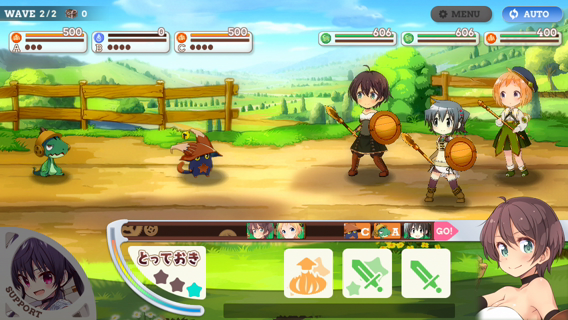 WAVE 2/2 0
MENU
AUTO
500 0 500
606 606 400
A B C
C A GO!
とっておき
SUPPORT